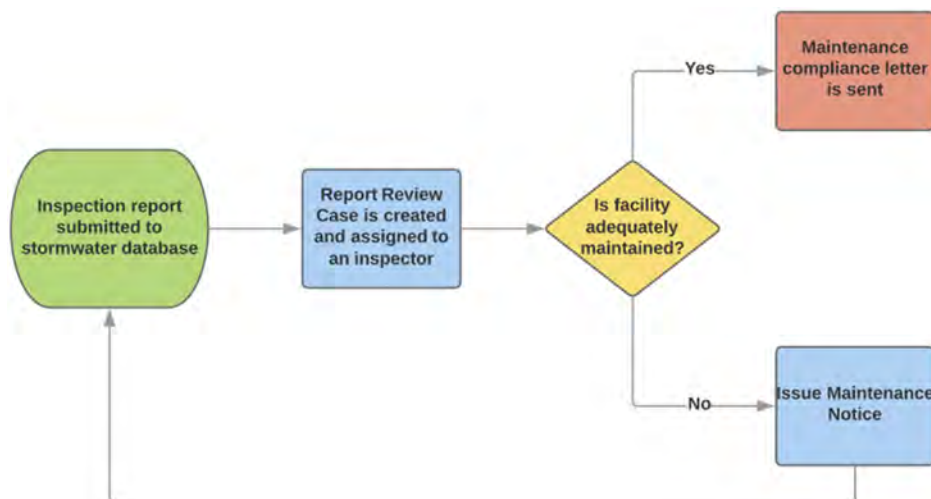 Inspection report
submitted to
stormwater database
Report Review
Case is created
and assigned to
an inspector
Is facility
adequately
maintained?
Yes
Maintenance
compliance letter
is sent
No
Issue Maintenance
Notice